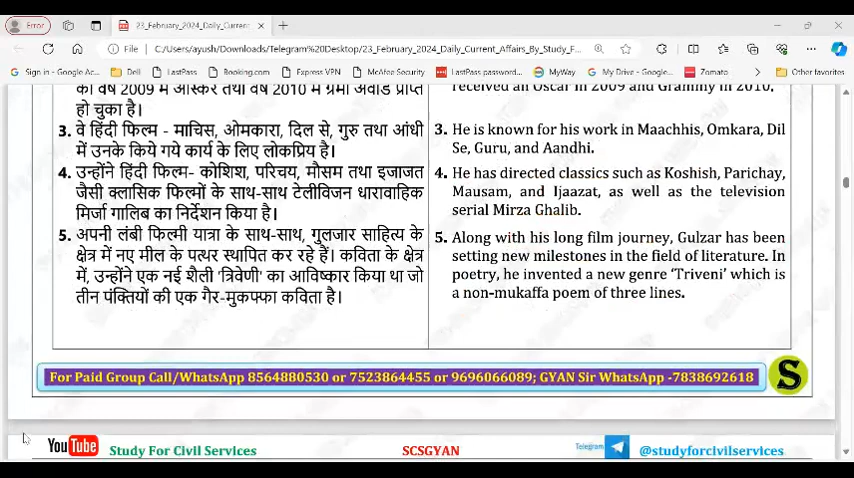 Error
23_February_2024_Daily_Current
File
C:/Users/ayush/Downloads/Telegram%20Desktop/23_February_2024_Daily_Current_Affairs_By_Study_F...
Sign in - Google Ac...
Dell
LastPass
Booking.com
Express VPN
McAfee Security
LastPass password...
MyWay
My Drive - Google...
Zomato
Other favorites
को वर्ष 2009 में ऑस्कर तथा वर्ष 2010 में ग्रैमी अवॉर्ड प्राप्त
हो चुका है।
3. वे हिंदी फिल्म - माचिस, ओमकारा, दिल से, गुरु तथा आंधी
में उनके किये गये कार्य के लिए लोकप्रिय है।
4. उन्होंने हिंदी फिल्म- कोशिश, परिचय, मौसम तथा इजाजत
जैसी क्लासिक फिल्मों के साथ-साथ टेलीविजन धारावाहिक
मिर्जा गालिब का निर्देशन किया है।
5. अपनी लंबी फिल्मी यात्रा के साथ-साथ, गुलजार साहित्य के
क्षेत्र में नए मील के पत्थर स्थापित कर रहे हैं। कविता के क्षेत्र
में, उन्होंने एक नई शैली 'त्रिवेणी' का आविष्कार किया था जो
तीन पंक्तियों की एक गैर-मुकफ्फा कविता है।
received an Oscar in 2009 and Grammy in 2010.
3. He is known for his work in Maachhis, Omkara, Dil
Se, Guru, and Aandhi.
4. He has directed classics such as Koshish, Parichay,
Mausam, and Ijaazat, as well as the television
serial Mirza Ghalib.
5. Along with his long film journey, Gulzar has been
setting new milestones in the field of literature. In
poetry, he invented a new genre ‘Triveni’ which is
a non-mukaffa poem of three lines.
For Paid Group Call/WhatsApp 8564880530 or 7523864455 or 9696066089; GYAN Sir WhatsApp -7838692618
S
YouTube
Study For Civil Services
SCSGYAN
Telegram
@studyforcivilservices